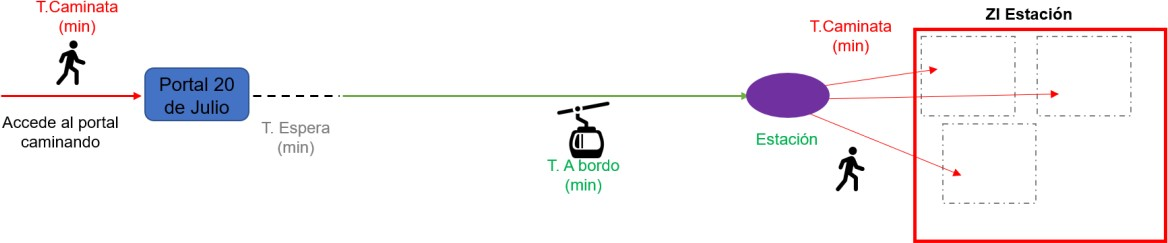 T.Caminata
(min)
Portal 20
de Julio
Accede al portal
caminando
T. Espera
(min)
T. A bordo
(min)
Estación
T.Caminata
(min)
ZI Estación